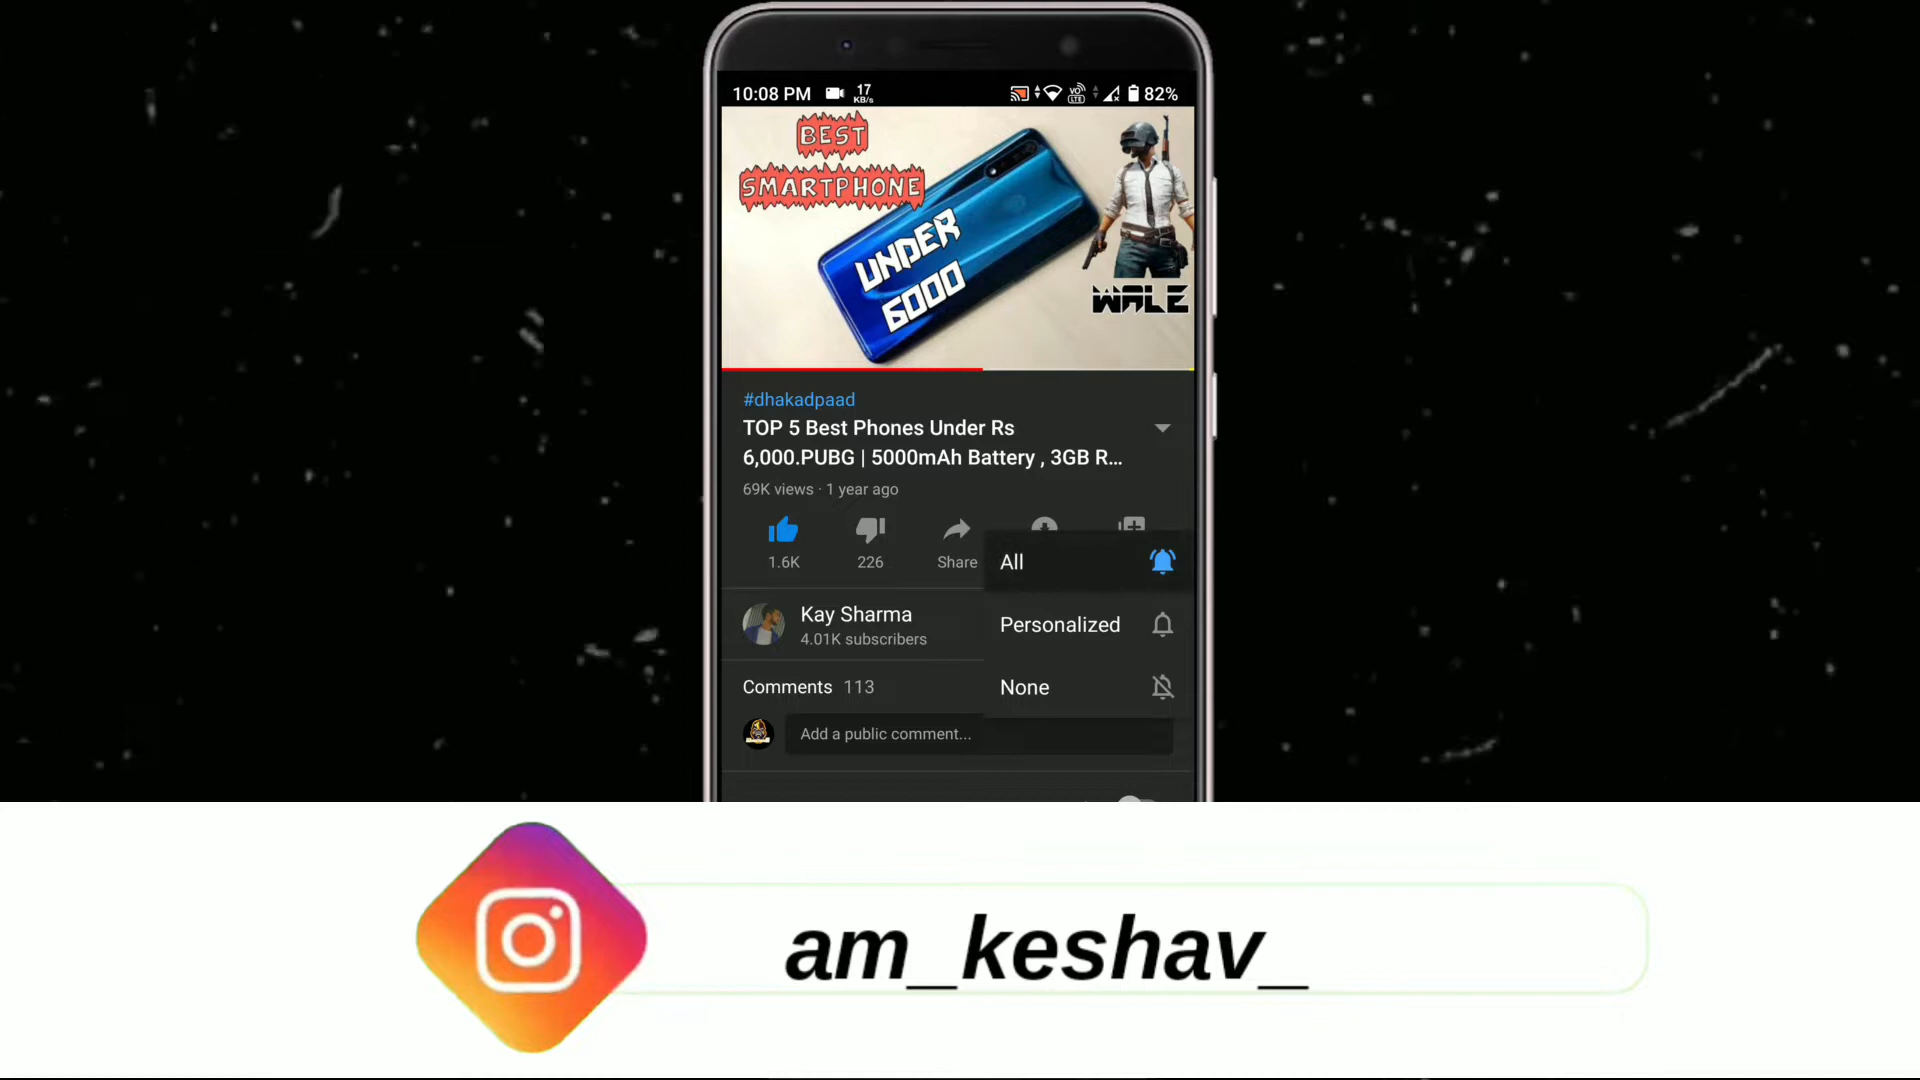 10:08 PM 17 KB/s VO LTE 82%
BEST
SMARTPHONE
UNDER
6000
WALE
#dhakadpaad
TOP 5 Best Phones Under Rs
6,000.PUBG | 5000mAh Battery , 3GB R...
69K views · 1 year ago
1.6K 226 Share
All
Kay Sharma
4.01K subscribers
Personalized
Comments 113
None
Add a public comment...
am_keshav_